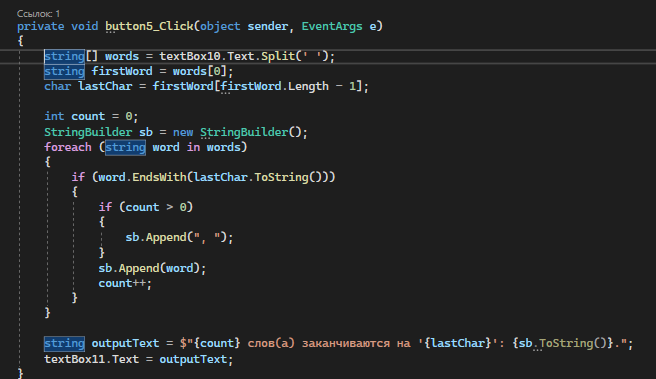 Ссылок: 1
private void button5_Click(object sender, EventArgs e)
{
string[] words = textBox10.Text.Split(' ');
string firstWord = words[0];
char lastChar = firstWord[firstWord.Length - 1];
int count = 0;
StringBuilder sb = new StringBuilder();
foreach (string word in words)
{
if (word.EndsWith(lastChar.ToString()))
{
if (count > 0)
{
sb.Append(", ");
}
sb.Append(word);
count++;
}
}
string outputText = $"{count} слов(а) заканчиваются на '{lastChar}': {sb.ToString()}.";
textBox11.Text = outputText;
}